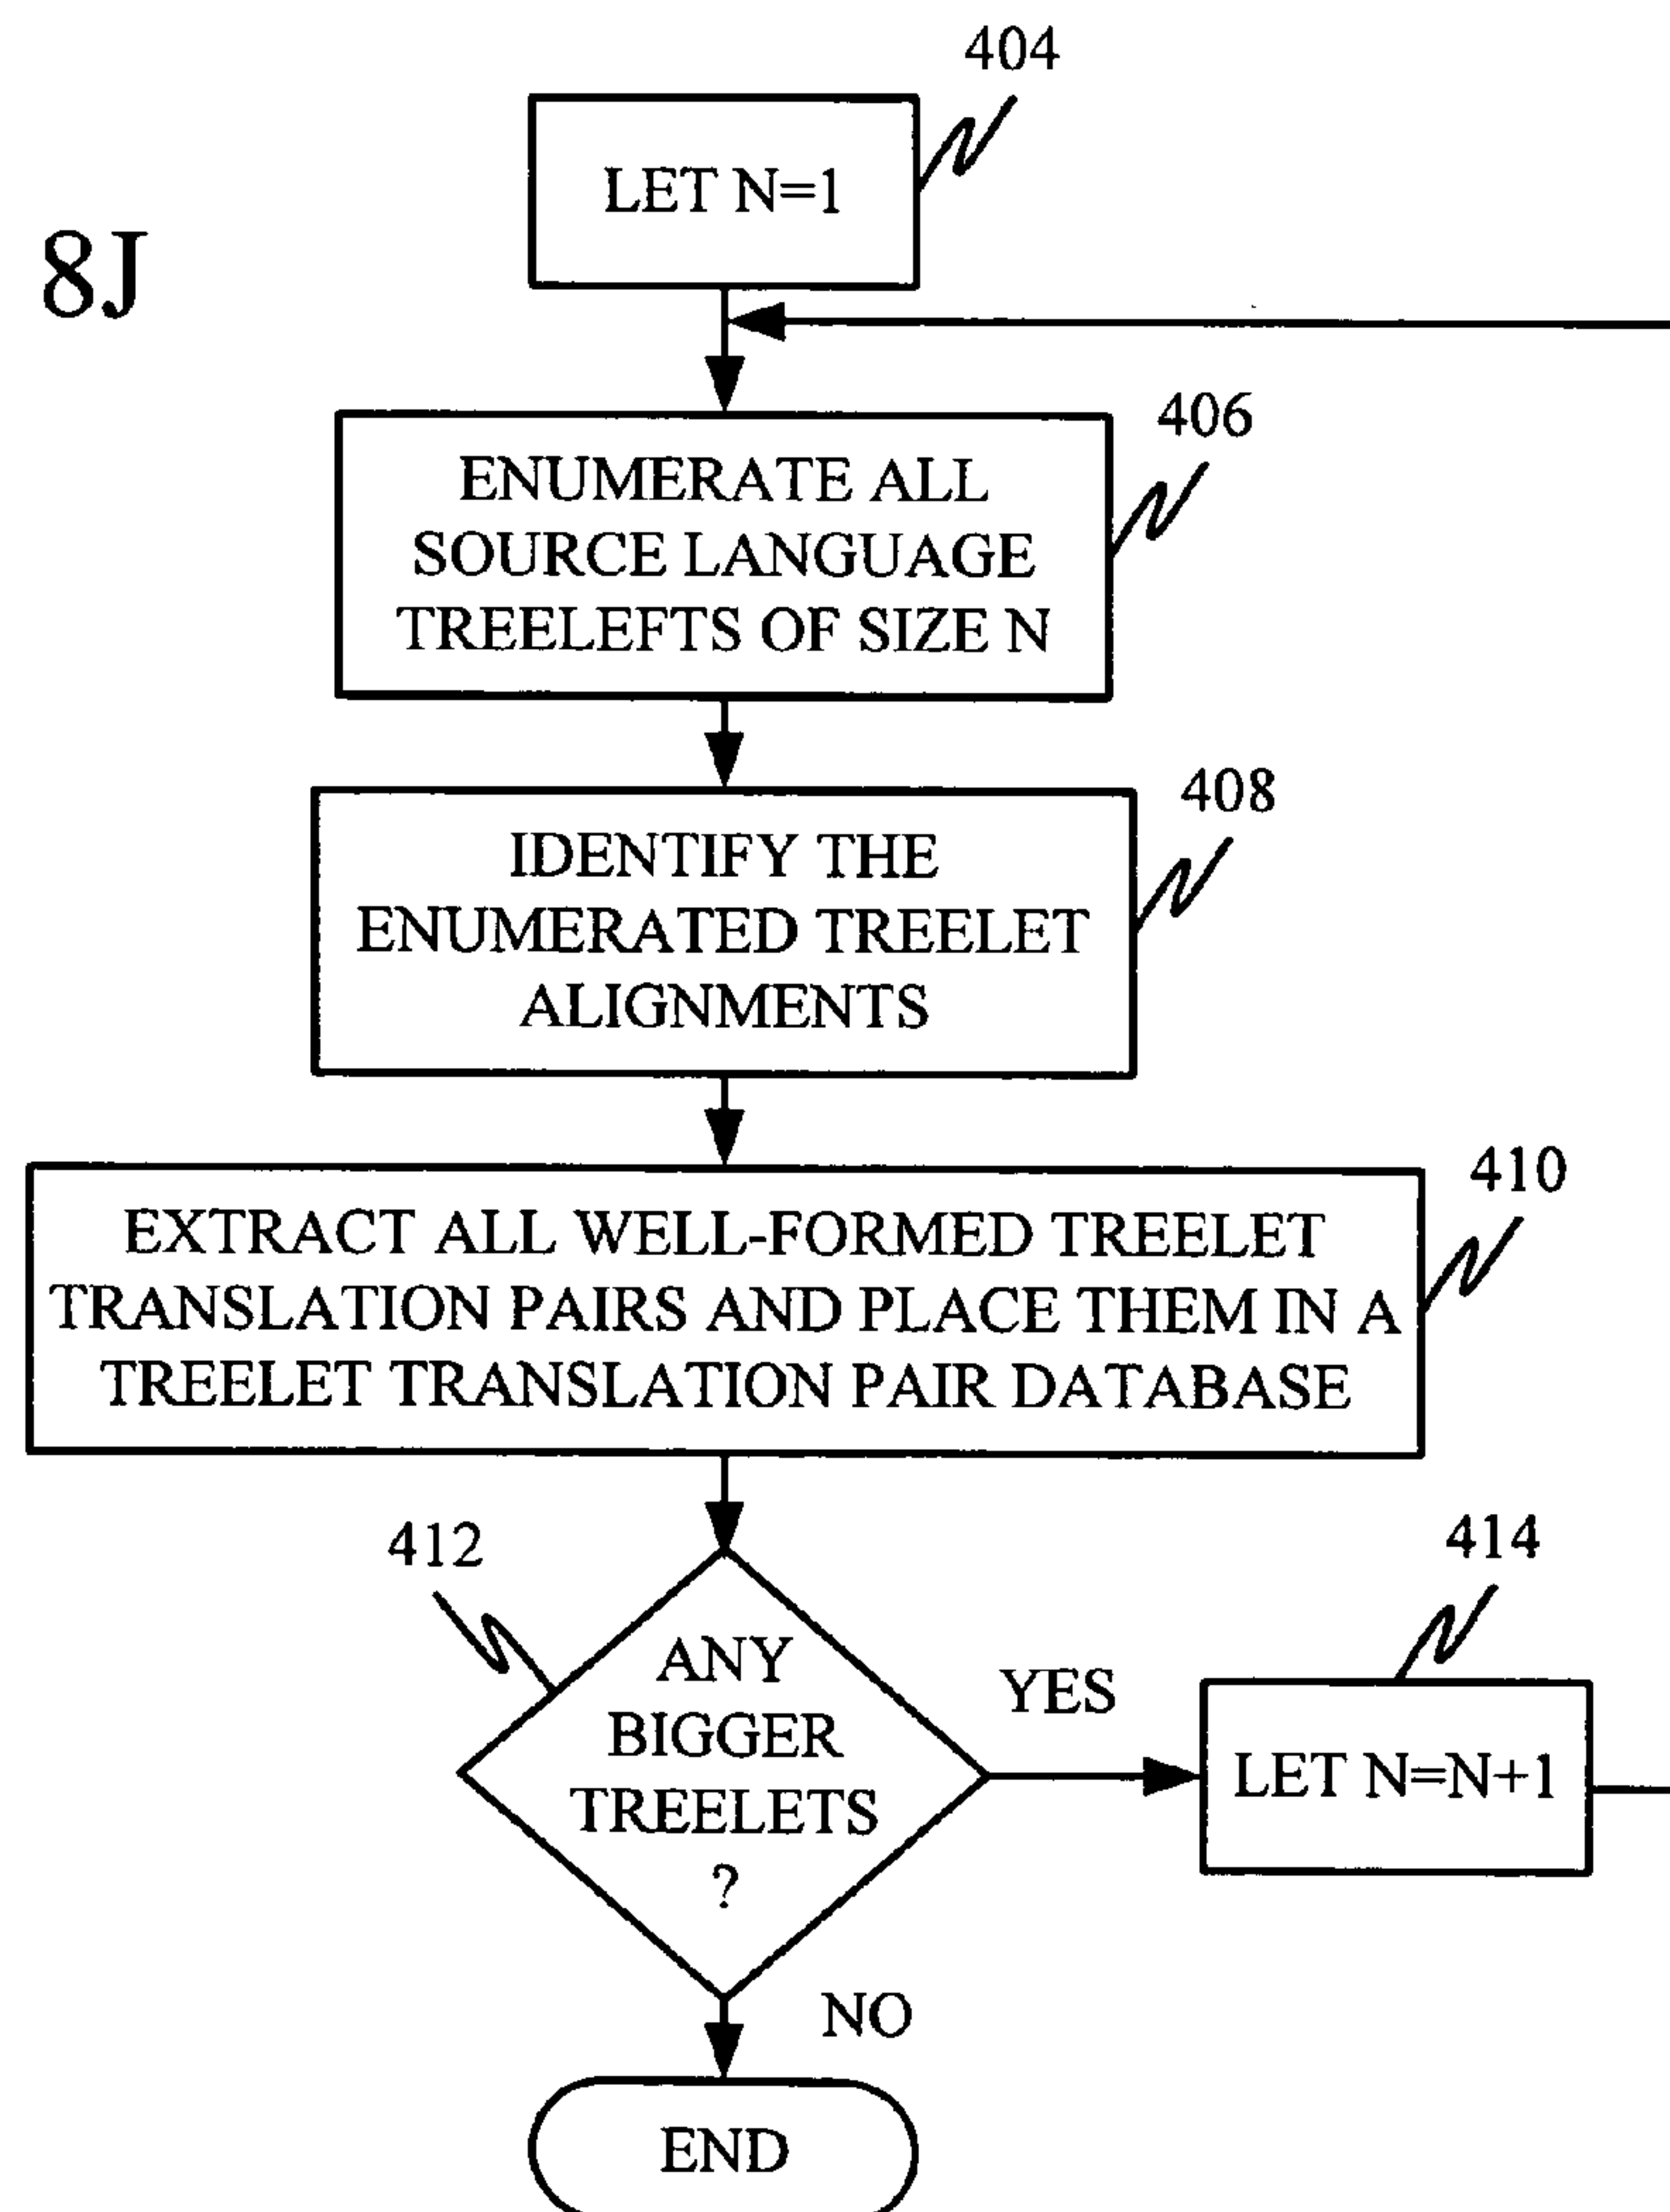 404
LET N=1
8J
406
ENUMERATE ALL
SOURCE LANGUAGE
TREELEFTS OF SIZE N
408
IDENTIFY THE
ENUMERATED TREELET
ALIGNMENTS
410
EXTRACT ALL WELL-FORMED TREELET
TRANSLATION PAIRS AND PLACE THEM IN A
TREELET TRANSLATION PAIR DATABASE
412
414
ANY
BIGGER
TREELETS
?
YES
LET N=N+1
NO
END